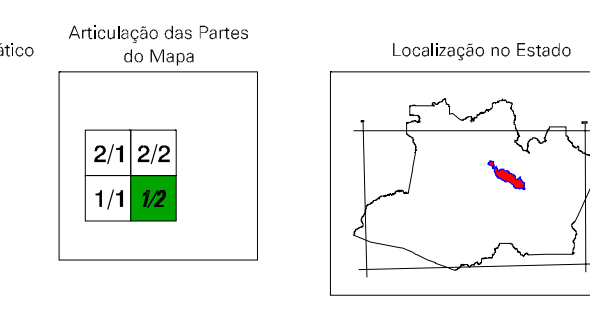 ático
Articulação das Partes
do Mapa
Localização no Estado
2/1 2/2
1/1 1/2